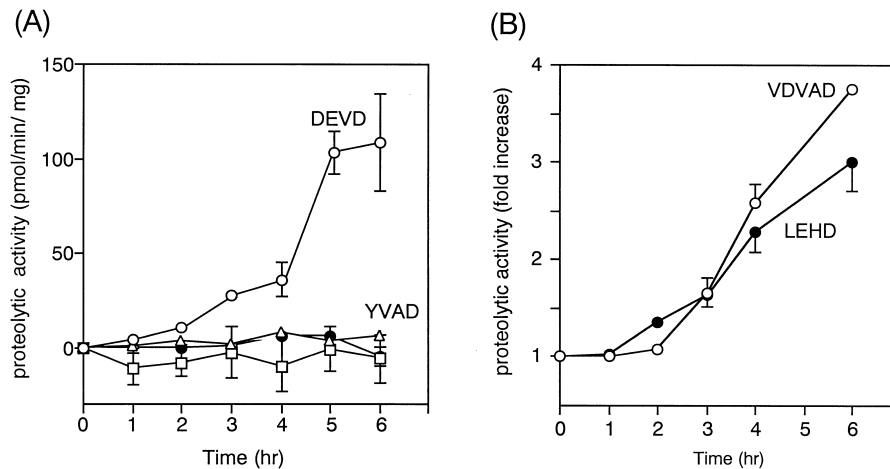 (A)
proteolytic activity (pmol/min/ mg)
150
100
50
0
DEVD
YVAD
0 1 2 3 4 5 6
Time (hr)
(B)
proteolytic activity (fold increase)
4
3
2
1
VDVAD
LEHD
0 1 2 3 4 5 6
Time (hr)